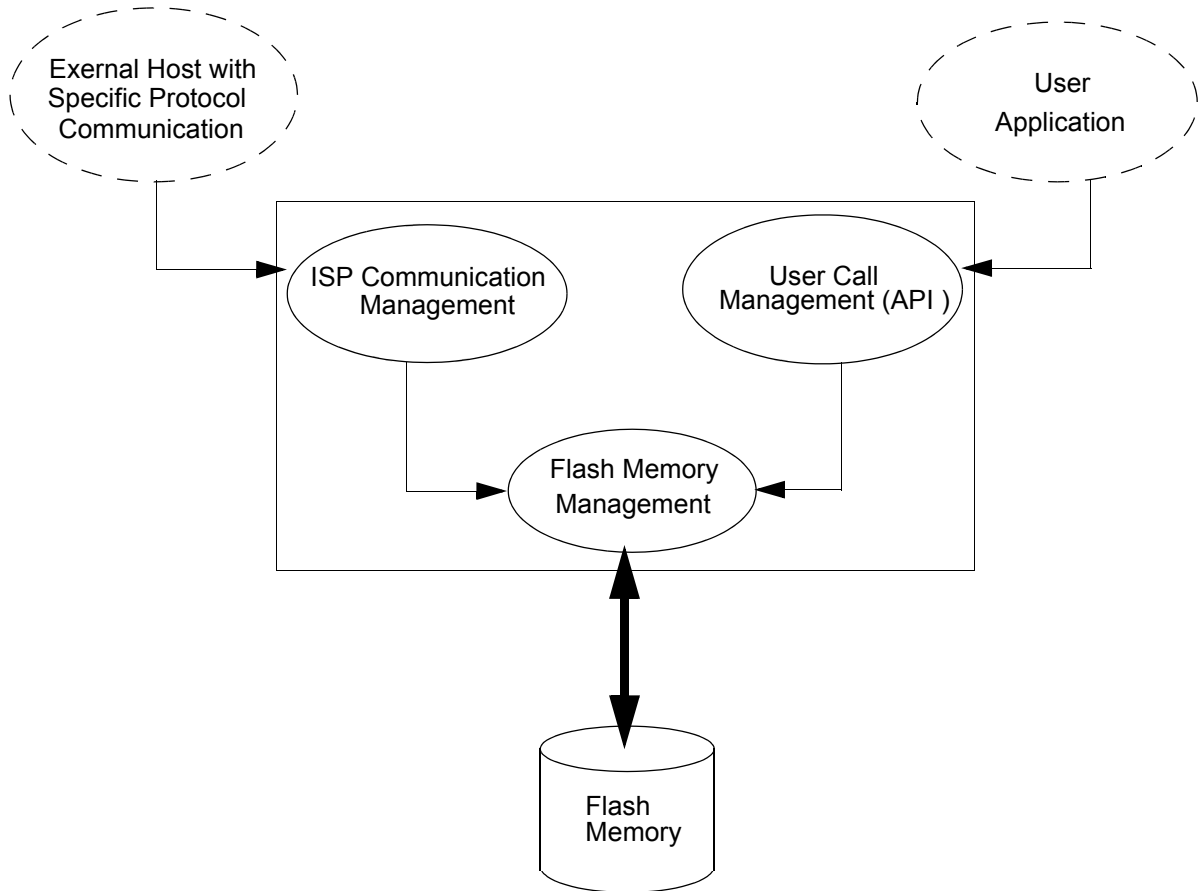 Exernal Host with
Specific Protocol
Communication
User
Application
ISP Communication
Management
User Call
Management (API )
Flash Memory
Management
Flash
Memory